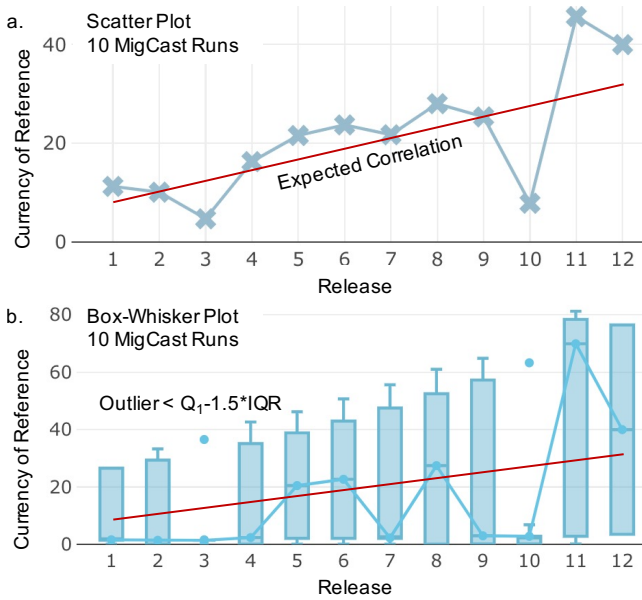 a.
Scatter Plot
10 MigCast Runs
Currency of Reference
40
20
0
Expected Correlation
1 2 3 4 5 6 7 8 9 10 11 12
Release
b.
Box-Whisker Plot
10 MigCast Runs
Currency of Reference
80
60
40
20
0
Outlier < Q₁-1.5*IQR
1 2 3 4 5 6 7 8 9 10 11 12
Release